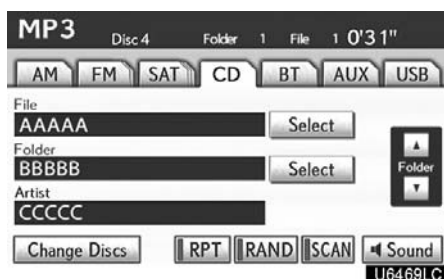 MP3 Disc 4 Folder 1 File 1 0'31"
AM FM SAT CD BT AUX USB
File
AAAAA Select
Folder
BBBBB Select
Folder
Artist
CCCCC
Change Discs RPT RAND SCAN Sound
U6469LC